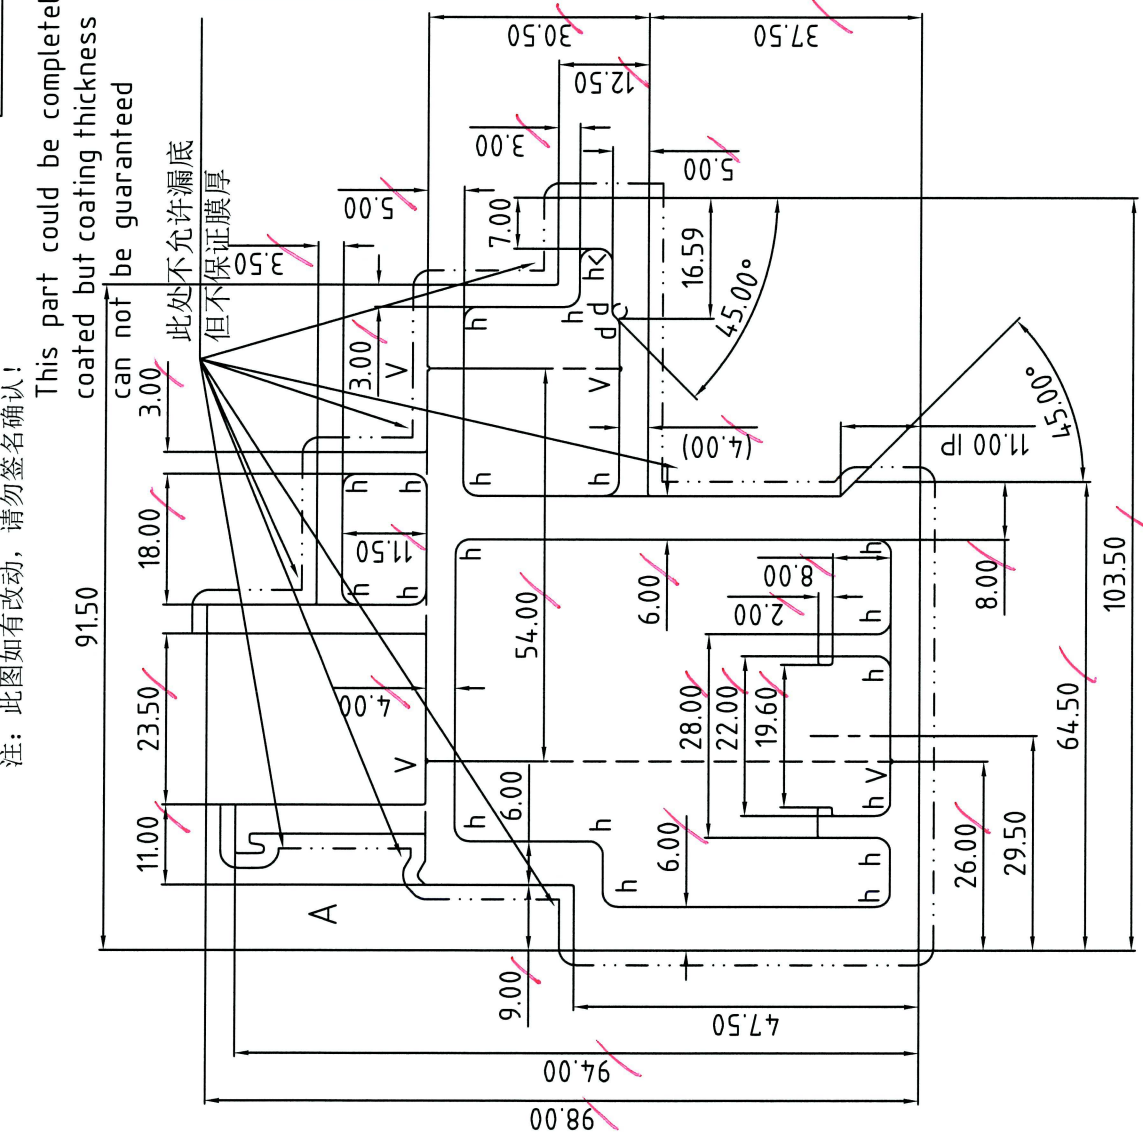 注: 此图如有改动, 请勿签名确认!
This part could be complete
coated but coating thickness
can not be guaranteed
此处不允许漏底
但不保证膜厚
30.50
37.50
12.50
3.00
5.00
5.00
3.50
7.00
16.59
45.00°
3.00
3.00
V
h
h
h
d
d
c
V
h
h
(4.00)
45.00°
11.00 IP
91.50
18.00
h
h
h
h
11.50
23.50
4.00
54.00
6.00
h
h
h
8.00
2.00
8.00
103.50
28.00
22.00
19.60
h
64.50
11.00
V
6.00
h
h
h
6.00
h
V
h
h
26.00
29.50
A
9.00
47.50
94.00
98.00